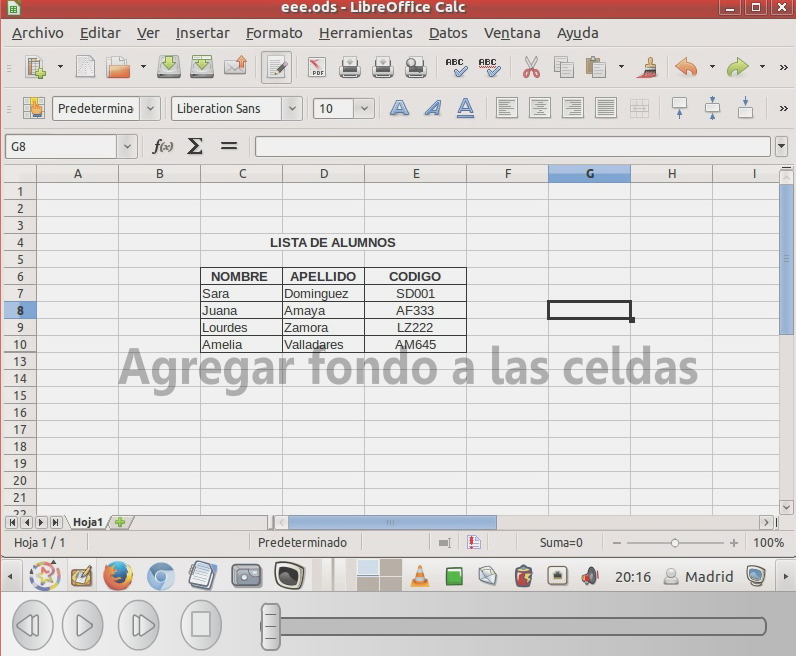 eee.ods - LibreOffice Calc
Archivo Editar Ver Insertar Formato Herramientas Datos Ventana Ayuda
PDF ABC ABC »
Predetermina Liberation Sans 10 A A A »
G8 f(x) Σ =
A B C D E F G H I
1
2
3
4 LISTA DE ALUMNOS
5
6 NOMBRE APELLIDO CODIGO
7 Sara Dominguez SD001
8 Juana Amaya AF333
9 Lourdes Zamora LZ222
10 Amelia Valladares AM645
13 Agregar fondo a las celdas
14
15
16
17
18
19
20
21
22
Hoja1
Hoja 1 / 1 Predeterminado Suma=0 100%
20:16 Madrid